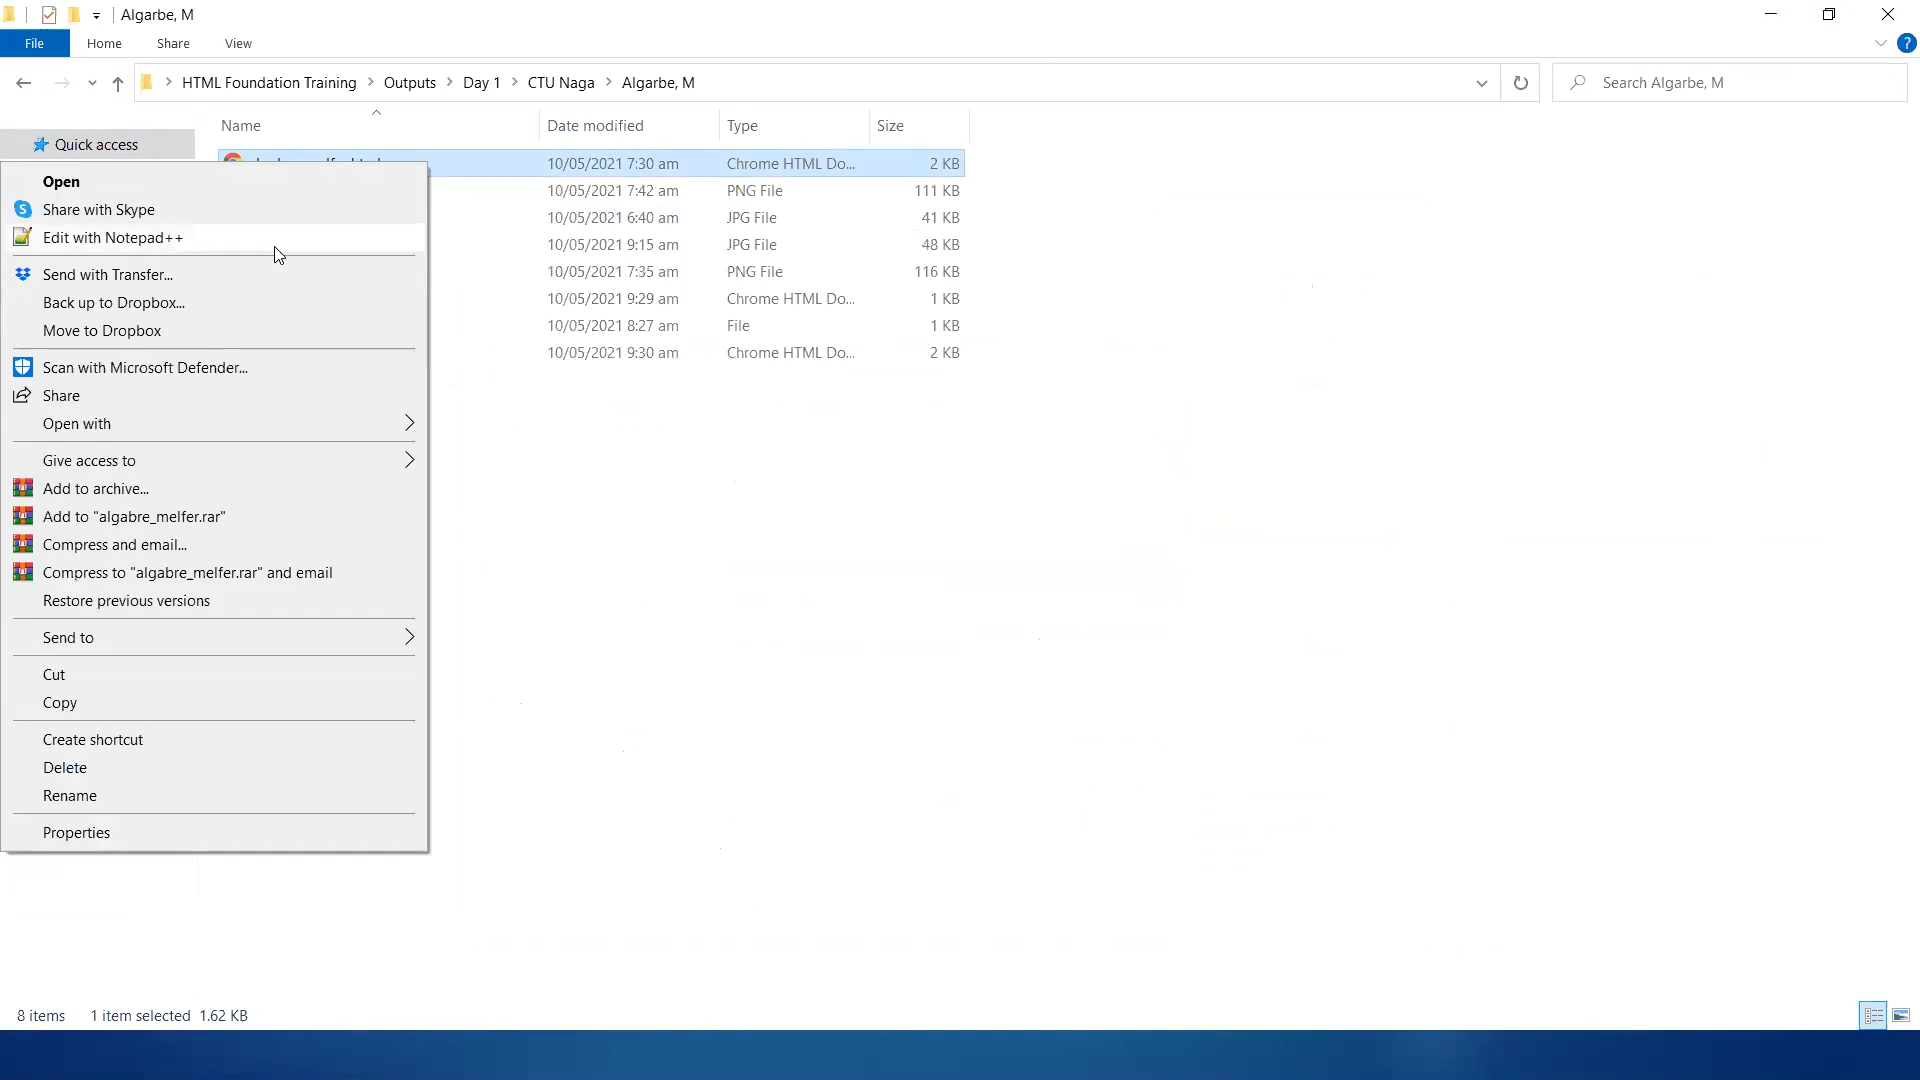 Algarbe, M
File Home Share View
HTML Foundation Training Outputs Day 1 CTU Naga Algarbe, M
Search Algarbe, M
Name Date modified Type Size
Quick access
10/05/2021 7:30 am Chrome HTML Do... 2 KB
10/05/2021 7:42 am PNG File 111 KB
10/05/2021 6:40 am JPG File 41 KB
10/05/2021 9:15 am JPG File 48 KB
10/05/2021 7:35 am PNG File 116 KB
10/05/2021 9:29 am Chrome HTML Do... 1 KB
10/05/2021 8:27 am File 1 KB
10/05/2021 9:30 am Chrome HTML Do... 2 KB
Open
Share with Skype
Edit with Notepad++
Send with Transfer...
Back up to Dropbox...
Move to Dropbox
Scan with Microsoft Defender...
Share
Open with
Give access to
Add to archive...
Add to "algabre_melfer.rar"
Compress and email...
Compress to "algabre_melfer.rar" and email
Restore previous versions
Send to
Cut
Copy
Create shortcut
Delete
Rename
Properties
8 items 1 item selected 1.62 KB